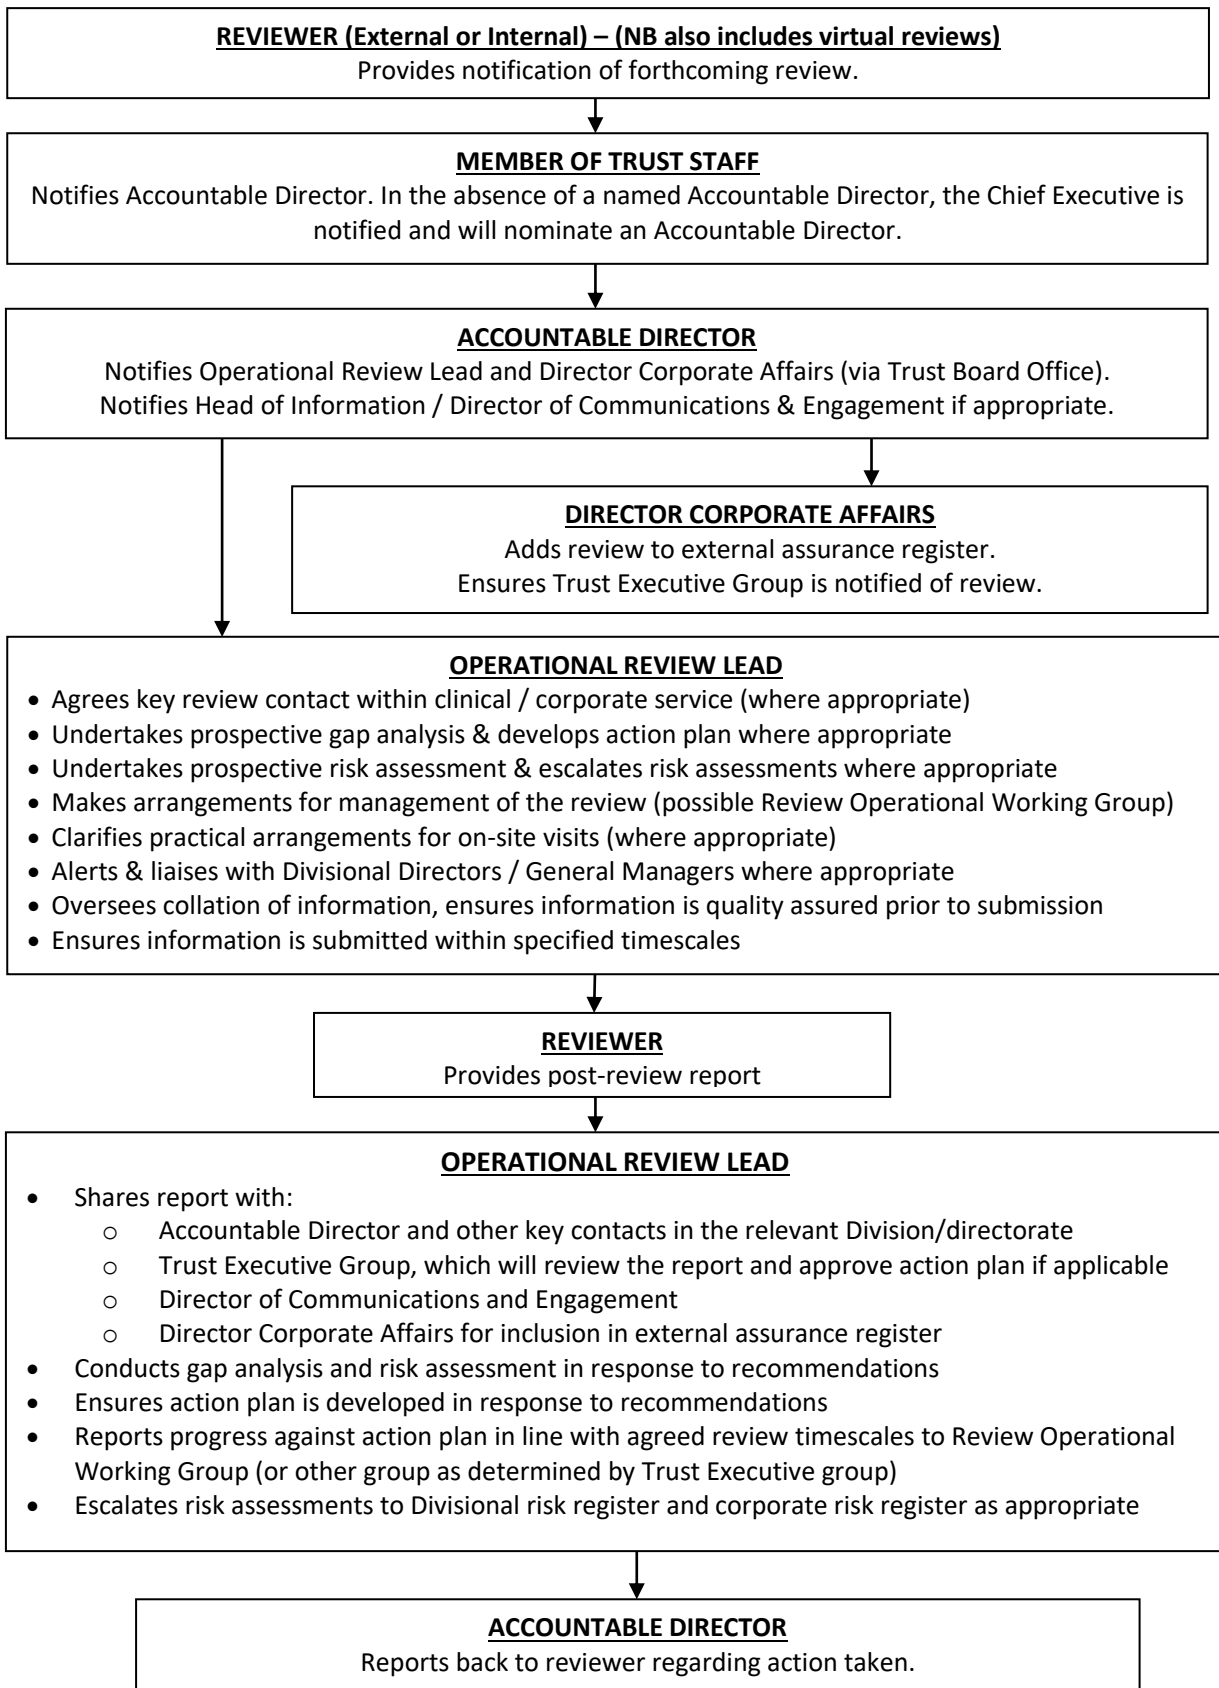 REVIEWER (External or Internal) – (NB also includes virtual reviews)
Provides notification of forthcoming review.
MEMBER OF TRUST STAFF
Notifies Accountable Director. In the absence of a named Accountable Director, the Chief Executive is
notified and will nominate an Accountable Director.
ACCOUNTABLE DIRECTOR
Notifies Operational Review Lead and Director Corporate Affairs (via Trust Board Office).
Notifies Head of Information / Director of Communications & Engagement if appropriate.
DIRECTOR CORPORATE AFFAIRS
Adds review to external assurance register.
Ensures Trust Executive Group is notified of review.
OPERATIONAL REVIEW LEAD
• Agrees key review contact within clinical / corporate service (where appropriate)
• Undertakes prospective gap analysis & develops action plan where appropriate
• Undertakes prospective risk assessment & escalates risk assessments where appropriate
• Makes arrangements for management of the review (possible Review Operational Working Group)
• Clarifies practical arrangements for on-site visits (where appropriate)
• Alerts & liaises with Divisional Directors / General Managers where appropriate
• Oversees collation of information, ensures information is quality assured prior to submission
• Ensures information is submitted within specified timescales
REVIEWER
Provides post-review report
OPERATIONAL REVIEW LEAD
• Shares report with:
o Accountable Director and other key contacts in the relevant Division/directorate
o Trust Executive Group, which will review the report and approve action plan if applicable
o Director of Communications and Engagement
o Director Corporate Affairs for inclusion in external assurance register
• Conducts gap analysis and risk assessment in response to recommendations
• Ensures action plan is developed in response to recommendations
• Reports progress against action plan in line with agreed review timescales to Review Operational
Working Group (or other group as determined by Trust Executive group)
• Escalates risk assessments to Divisional risk register and corporate risk register as appropriate
ACCOUNTABLE DIRECTOR
Reports back to reviewer regarding action taken.